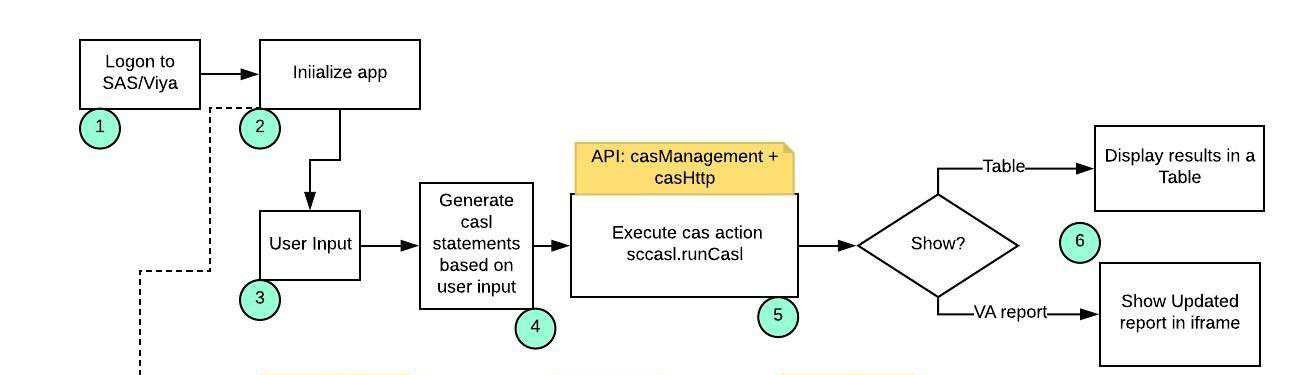 Logon to
SAS/Viya
1
Iniialize app
2
User Input
3
Generate
casl
statements
based on
user input
4
API: casManagement +
casHttp
Execute cas action
sccasl.runCasl
5
Show?
Table
Display results in a
Table
6
VA report
Show Updated
report in iframe